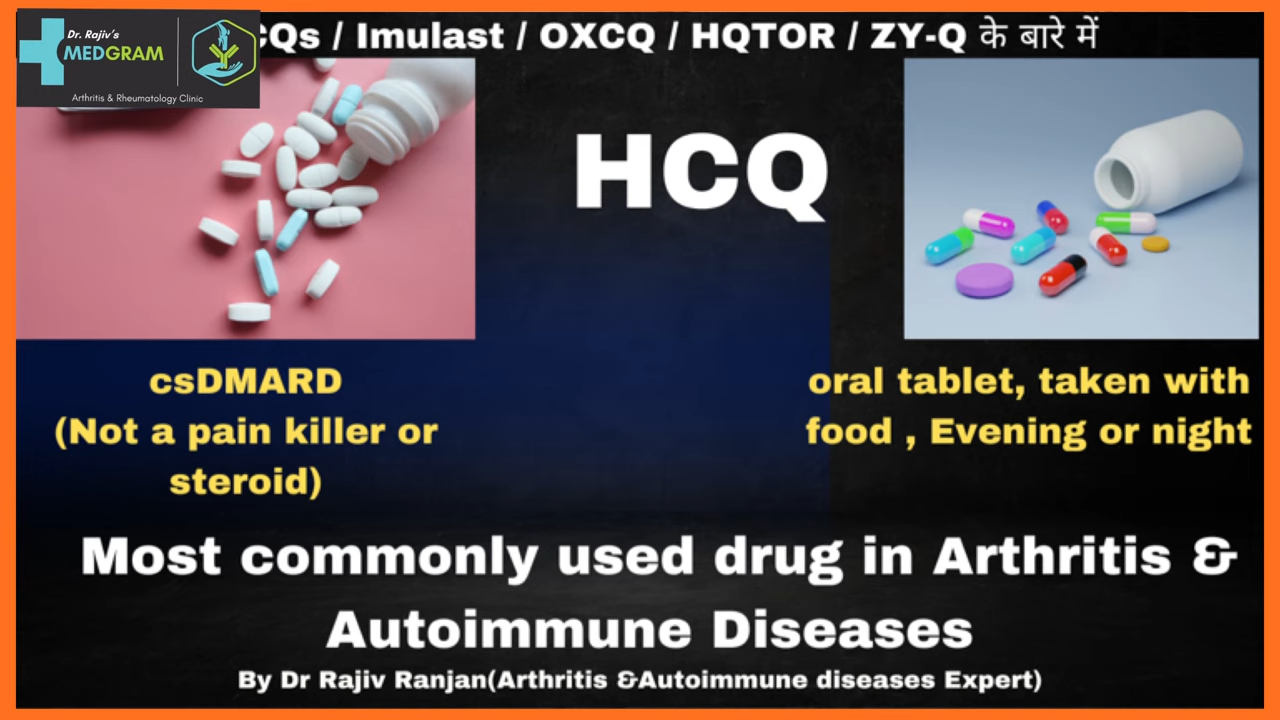 Dr. Rajiv's
MEDGRAM
Arthritis & Rheumatology Clinic
/ Imulast / OXCQ / HQTOR / ZY-Q के बारे में
HCQ
csDMARD
(Not a pain killer or
steroid)
oral tablet, taken with
food , Evening or night
Most commonly used drug in Arthritis &
Autoimmune Diseases
By Dr Rajiv Ranjan(Arthritis &Autoimmune diseases Expert)